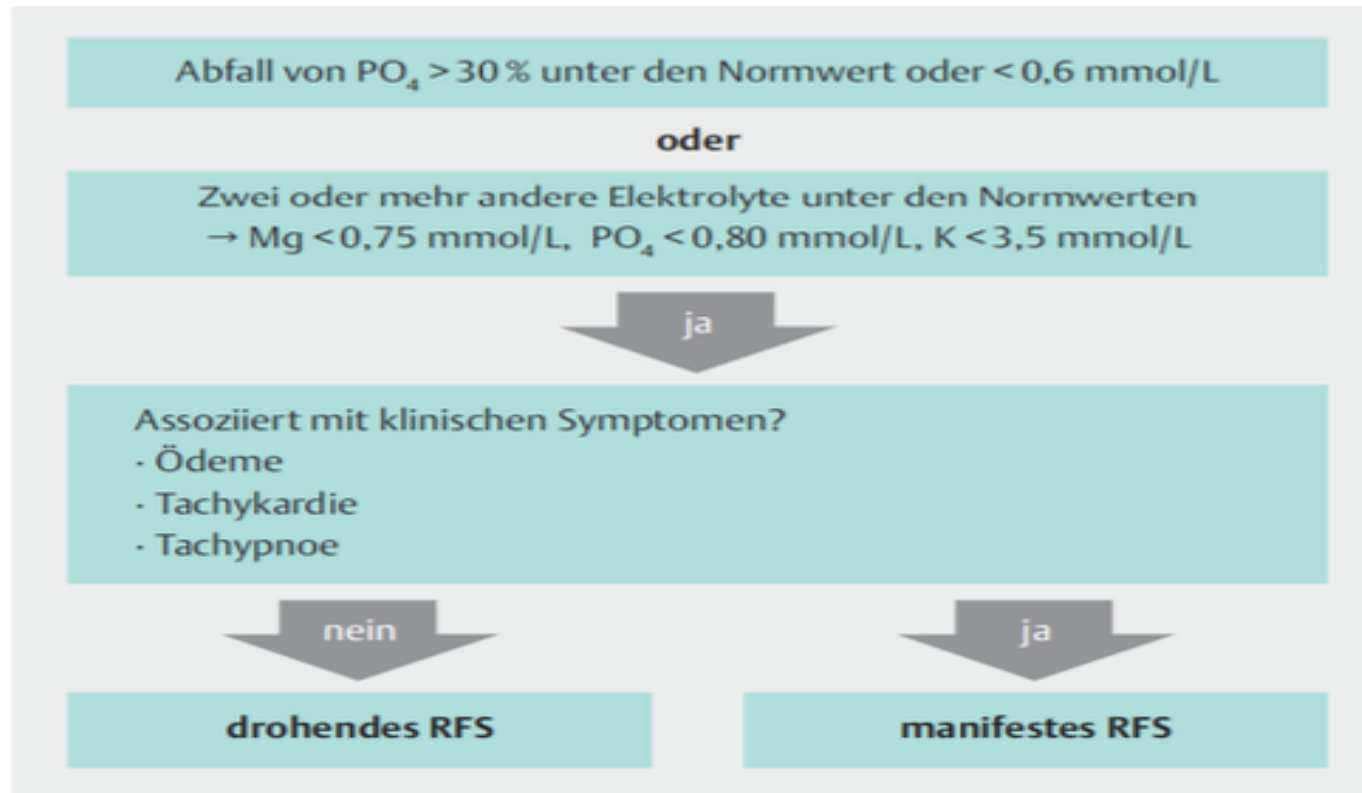 Abfall von PO₄ > 30 % unter den Normwert oder < 0,6 mmol/L
oder
Zwei oder mehr andere Elektrolyte unter den Normwerten
→ Mg < 0,75 mmol/L, PO₄ < 0,80 mmol/L, K < 3,5 mmol/L
ja
Assoziiert mit klinischen Symptomen?
· Ödeme
· Tachykardie
· Tachypnoe
nein
ja
drohendes RFS
manifestes RFS